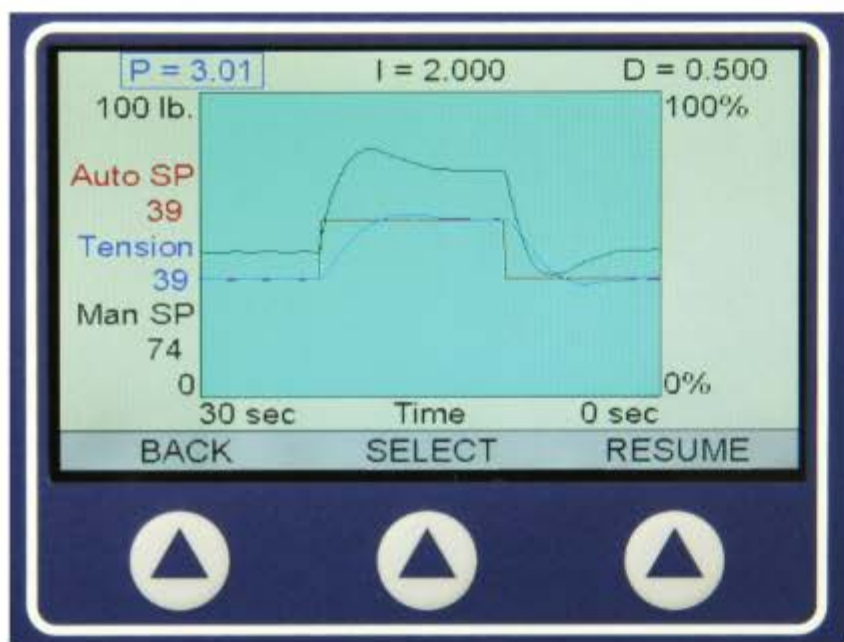 P = 3.01 I = 2.000 D = 0.500
100 lb. 100%
Auto SP
39
Tension
39
Man SP
74
0 0%
30 sec Time 0 sec
BACK SELECT RESUME